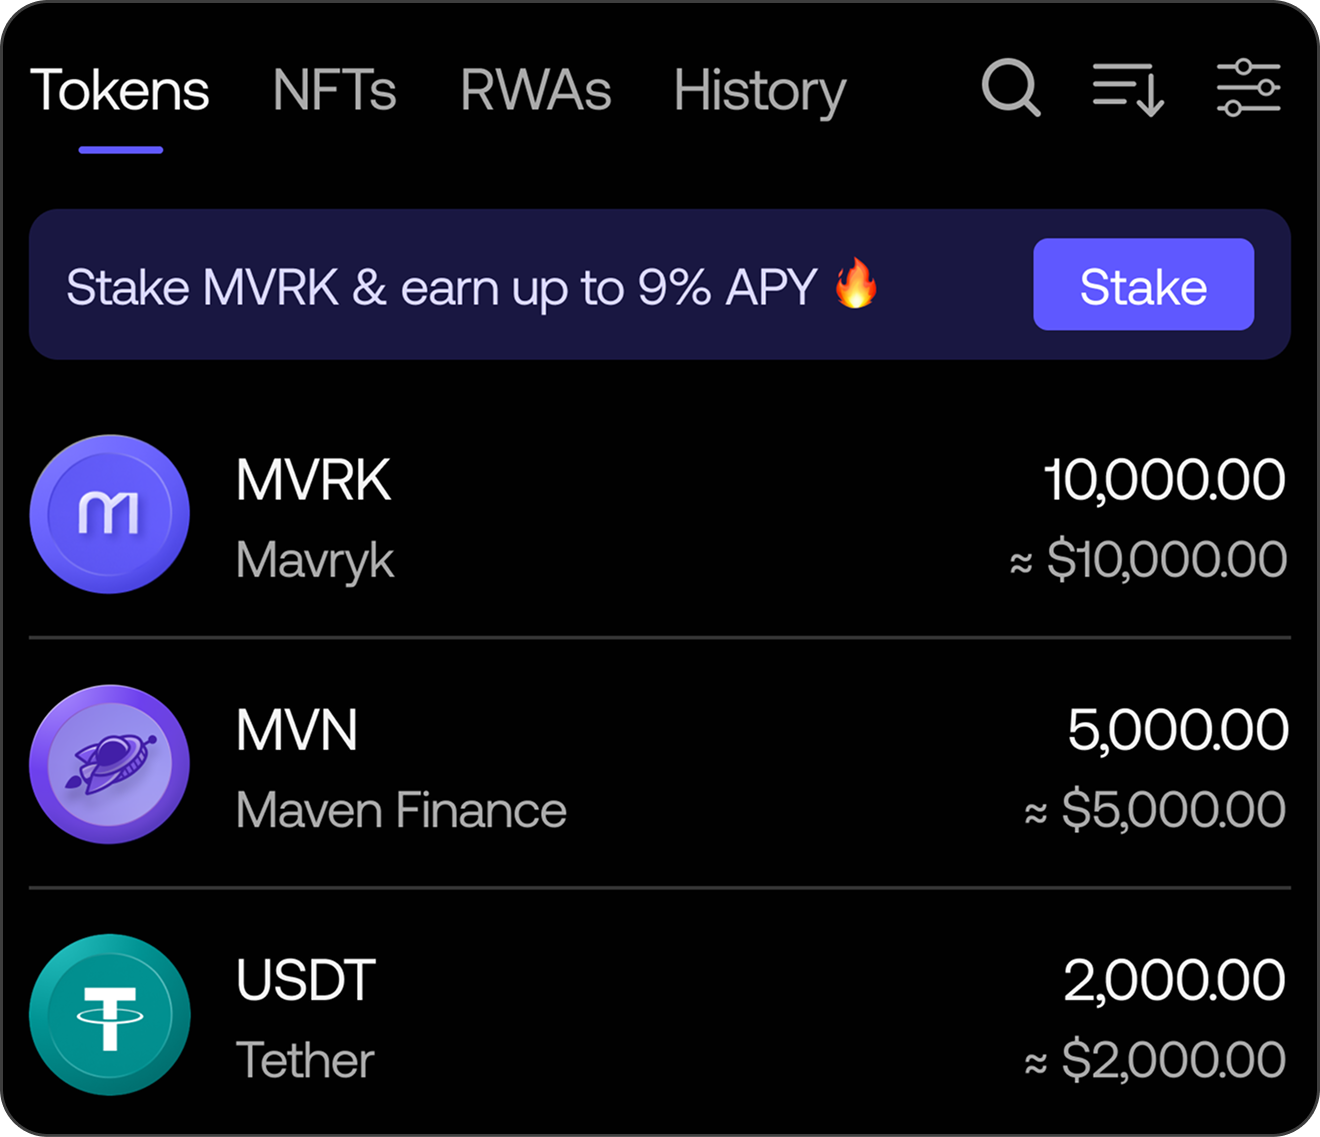 Tokens NFTs RWAs History
Stake MVRK & earn up to 9% APY 🔥 Stake
MVRK 10,000.00
Mavryk ≈ $10,000.00
MVN 5,000.00
Maven Finance ≈ $5,000.00
USDT 2,000.00
Tether ≈ $2,000.00